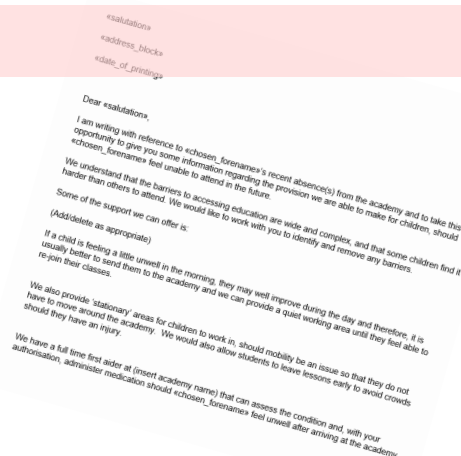 «salutation»
«address_block»
«date_of_printing»
Dear «salutation»,
I am writing with reference to «chosen_forename»'s recent absence(s) from the academy and to take this
opportunity to give you some information regarding the provision we are able to make for children, should
«chosen_forename» feel unable to attend in the future.
We understand that the barriers to accessing education are wide and complex, and that some children find it
harder than others to attend. We would like to work with you to identify and remove any barriers.
Some of the support we can offer is:
(Add/delete as appropriate)
If a child is feeling a little unwell in the morning, they may well improve during the day and therefore, it is
usually better to send them to the academy and we can provide a quiet working area until they feel able to
re-join their classes.
We also provide 'stationary' areas for children to work in, should mobility be an issue so that they do not
have to move around the academy. We would also allow students to leave lessons early to avoid crowds
should they have an injury.
We have a full time first aider at (insert academy name) that can assess the condition and, with your
authorisation, administer medication should «chosen_forename» feel unwell after arriving at the academy